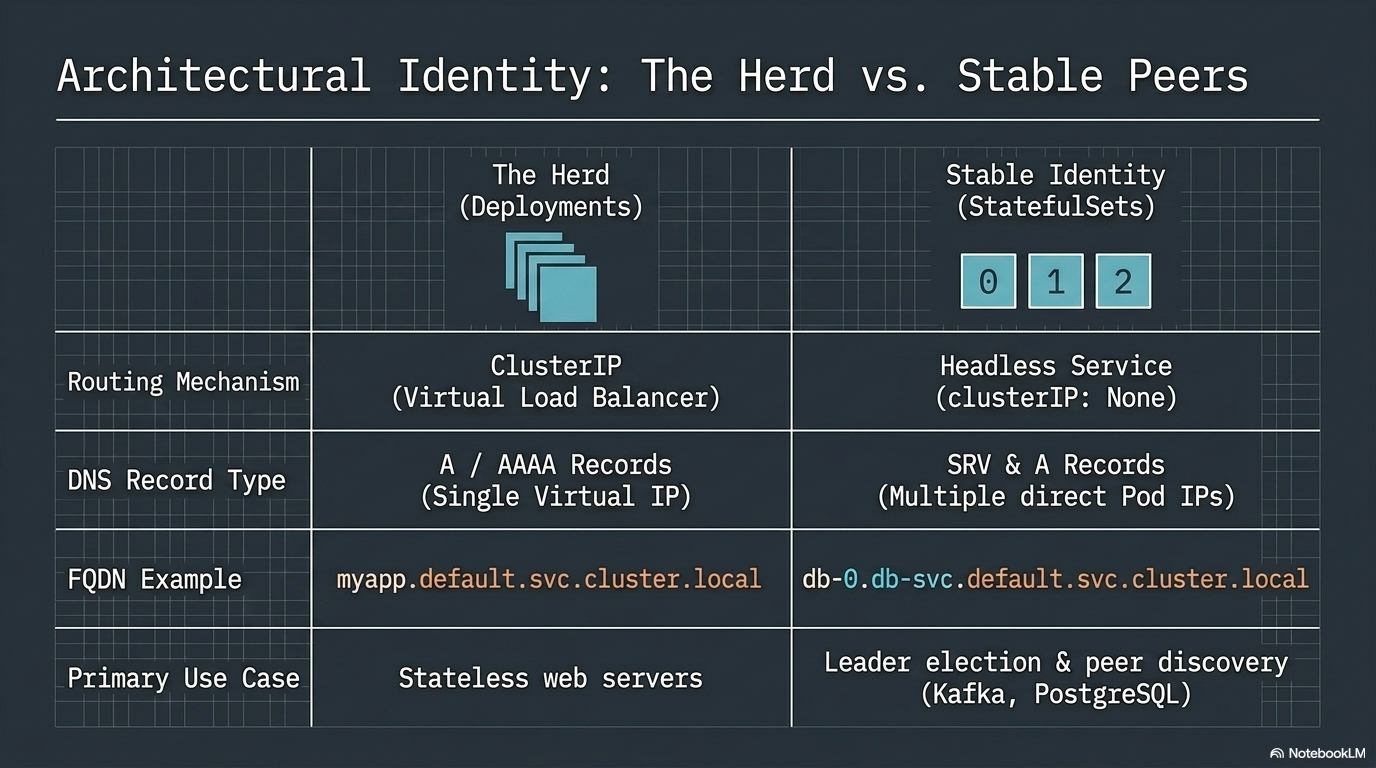 Architectural Identity: The Herd vs. Stable Peers
The Herd
(Deployments)
Stable Identity
(StatefulSets)
0 1 2
Routing Mechanism
ClusterIP
(Virtual Load Balancer)
Headless Service
(clusterIP: None)
DNS Record Type
A / AAAA Records
(Single Virtual IP)
SRV & A Records
(Multiple direct Pod IPs)
FQDN Example
myapp.default.svc.cluster.local
db-0.db-svc.default.svc.cluster.local
Primary Use Case
Stateless web servers
Leader election & peer discovery
(Kafka, PostgreSQL)
NotebookLM